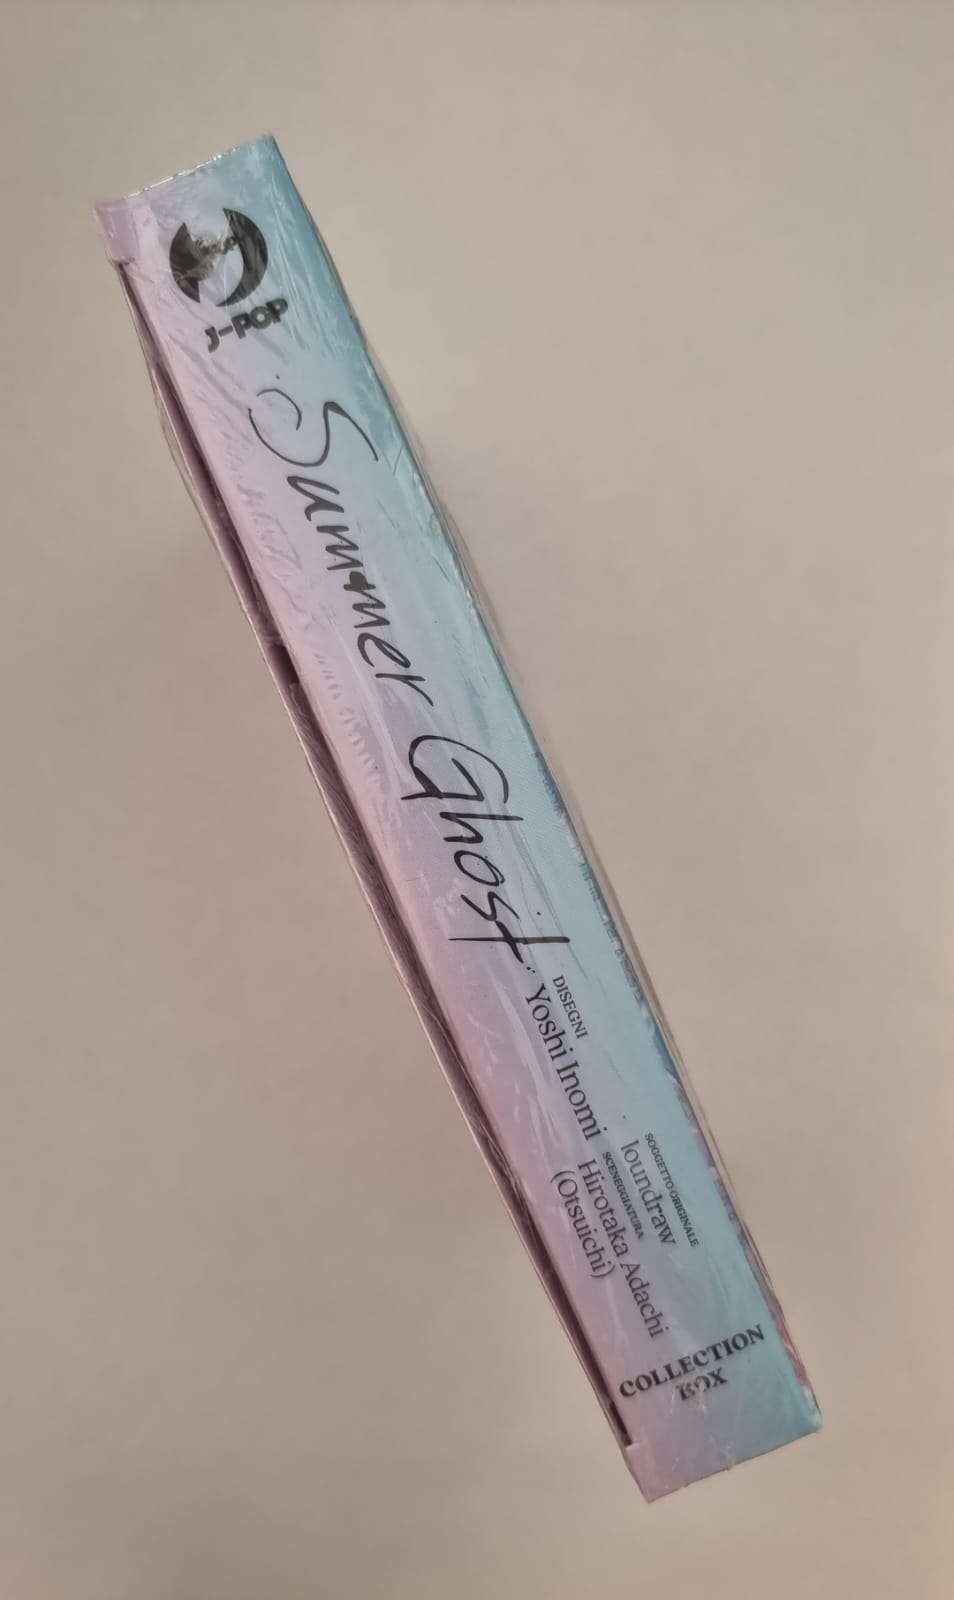 J-POP
Summer Ghost
DISEGNI
Yoshi Inomi
SOGGETTO ORIGINALE
loundraw
SCENEGGIATURA
Hirotaka Adachi
(Otsuichi)
COLLECTION
BOX